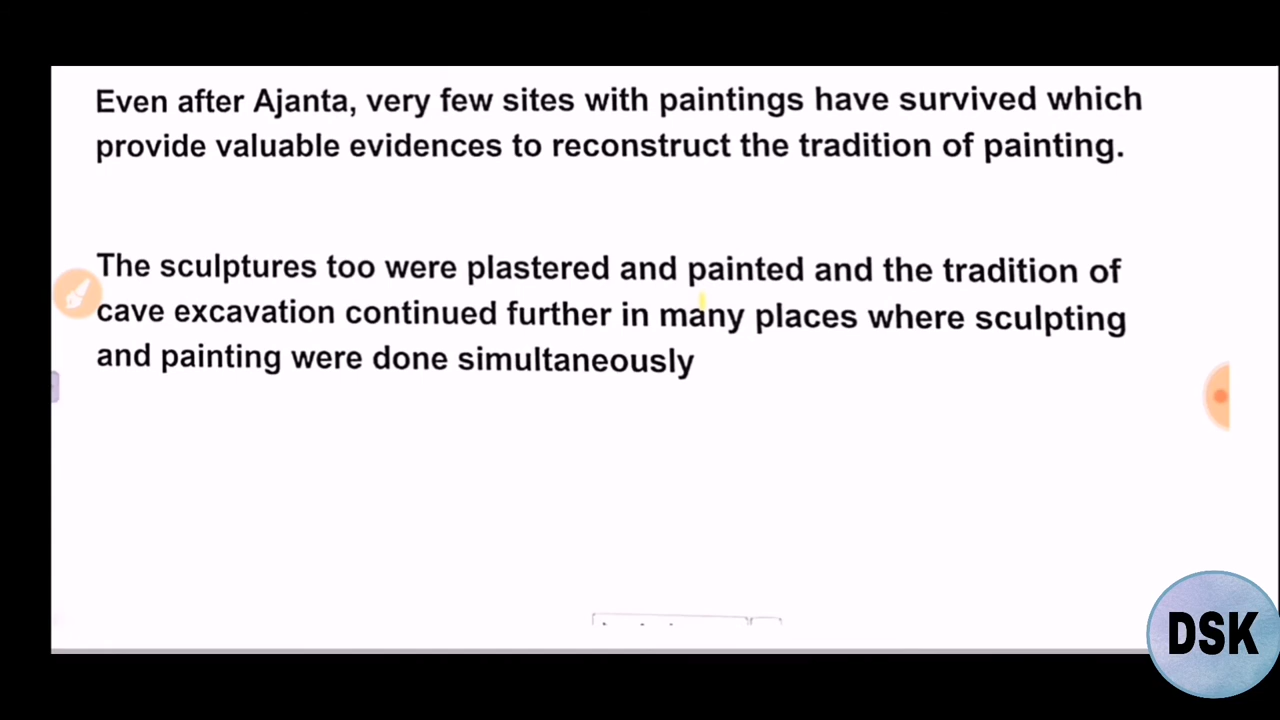 Even after Ajanta, very few sites with paintings have survived which
provide valuable evidences to reconstruct the tradition of painting.
The sculptures too were plastered and painted and the tradition of
cave excavation continued further in many places where sculpting
and painting were done simultaneously
DSK